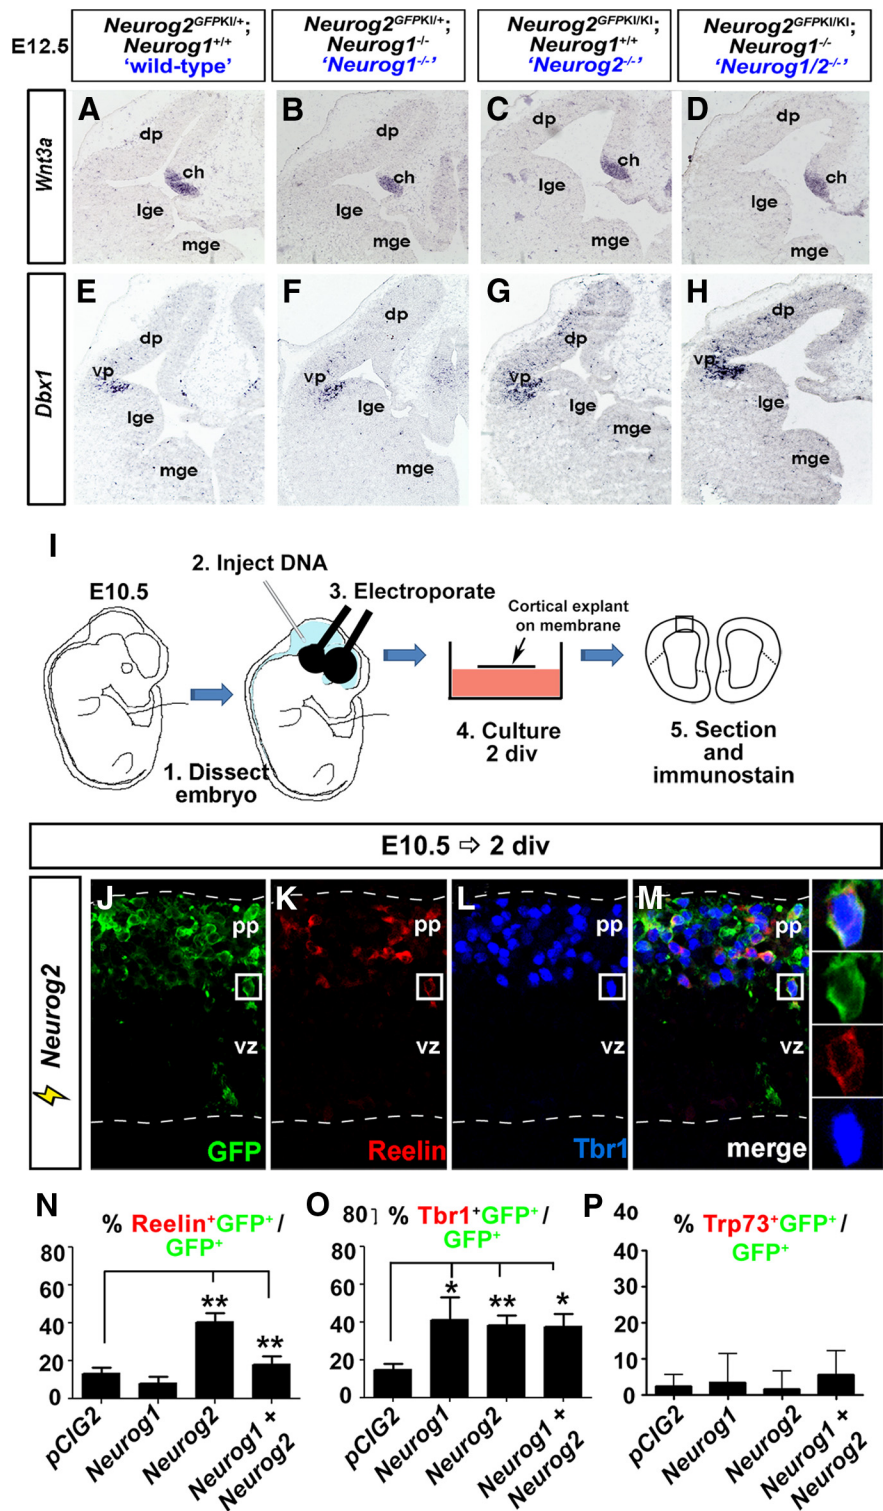 E12.5
Neurog2GFPKI/+;
Neurog1+/+
'wild-type'
Neurog2GFPKI/+;
Neurog1-/-
'Neurog1-/-'
Neurog2GFPKI/KI;
Neurog1+/+
'Neurog2-/-'
Neurog2GFPKI/KI;
Neurog1-/-
'Neurog1/2-/-'
Wnt3a
A
dp
ch
lge
mge
B
dp
ch
lge
mge
C
dp
ch
lge
mge
D
dp
ch
lge
mge
Dbx1
E
dp
vp
lge
mge
F
dp
vp
lge
mge
G
dp
vp
lge
mge
H
dp
vp
lge
mge
I
E10.5
1. Dissect
embryo
2. Inject DNA
3. Electroporate
Cortical explant
on membrane
4. Culture
2 div
5. Section
and
immunostain
E10.5 ⇨ 2 div
Neurog2
J
pp
vz
GFP
K
pp
vz
Reelin
L
pp
vz
Tbr1
M
pp
vz
merge
N
% Reelin+GFP+/
GFP+
80
60
40
20
0
**
**
pCIG2
Neurog1
Neurog2
Neurog1 +
Neurog2
O
80
% Tbr1+GFP+/
GFP+
80
60
40
20
0
*
**
*
pCIG2
Neurog1
Neurog2
Neurog1 +
Neurog2
P
40
% Trp73+GFP+/
GFP+
40
30
20
10
0
pCIG2
Neurog1
Neurog2
Neurog1 +
Neurog2